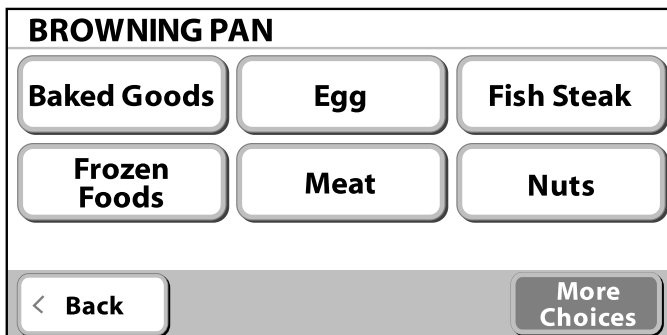 BROWNING PAN
Baked Goods
Egg
Fish Steak
Frozen
Foods
Meat
Nuts
< Back
More
Choices